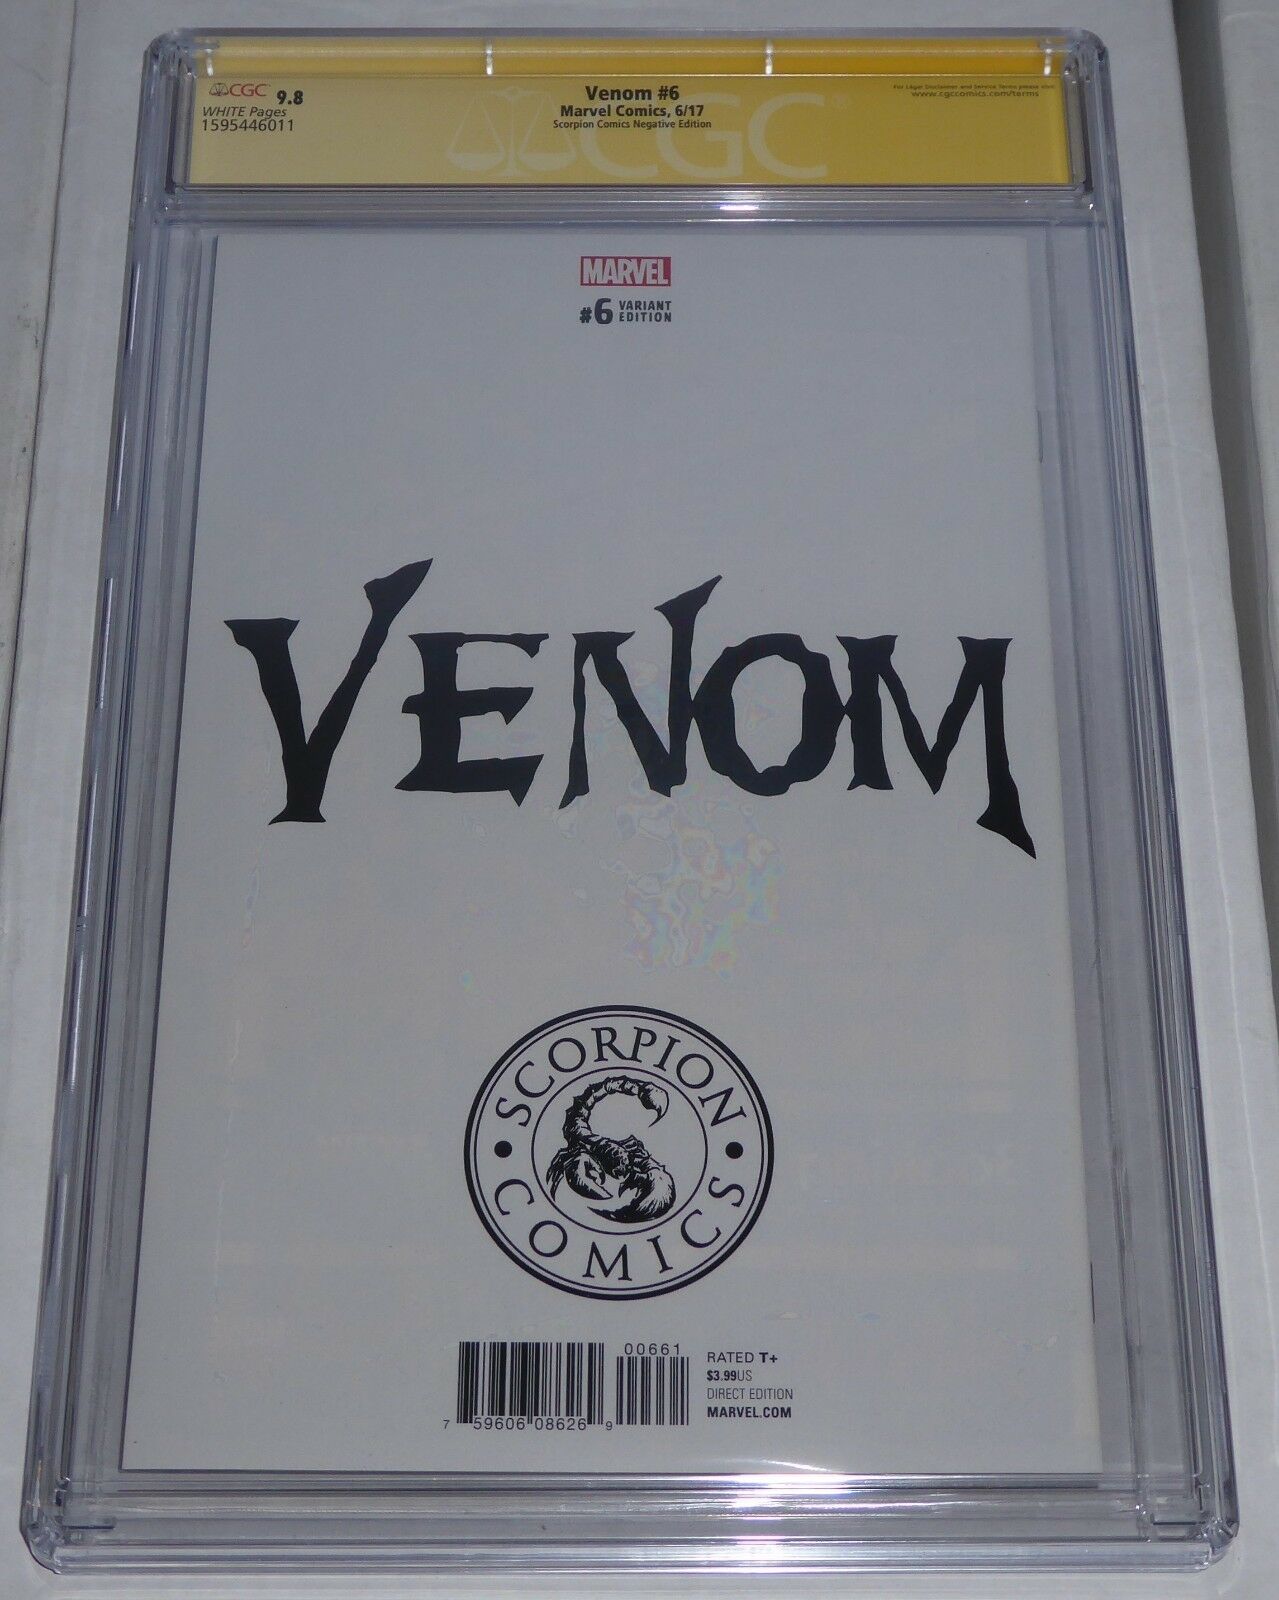 CGC 9.8
WHITE Pages
1595446011
Venom #6
Marvel Comics, 6/17
Scorpion Comics Negative Edition
For Legal Disclaimer and Service Terms please visit:
www.cgccomics.com/terms
CGC
MARVEL
#6 VARIANT
EDITION
VENOM
SCORPION
COMICS
00661
7 59606 08626 9
RATED T+
$3.99US
DIRECT EDITION
MARVEL.COM